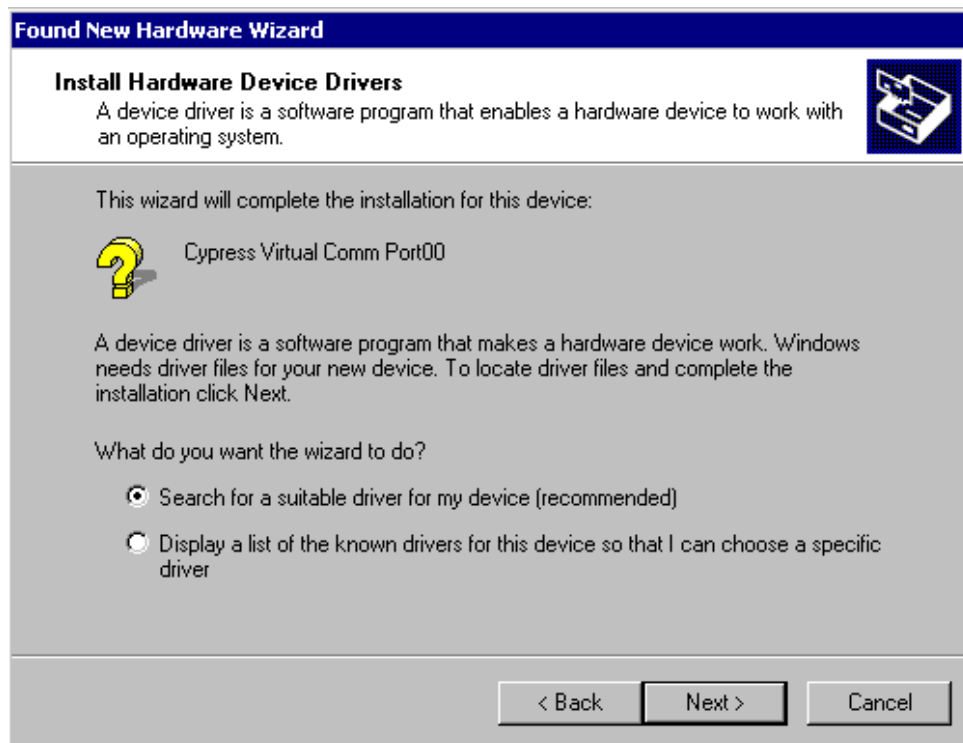 Found New Hardware Wizard
Install Hardware Device Drivers
A device driver is a software program that enables a hardware device to work with
an operating system.
This wizard will complete the installation for this device:
Cypress Virtual Comm Port00
A device driver is a software program that makes a hardware device work. Windows
needs driver files for your new device. To locate driver files and complete the
installation click Next.
What do you want the wizard to do?
Search for a suitable driver for my device (recommended)
Display a list of the known drivers for this device so that I can choose a specific
driver
< Back
Next >
Cancel